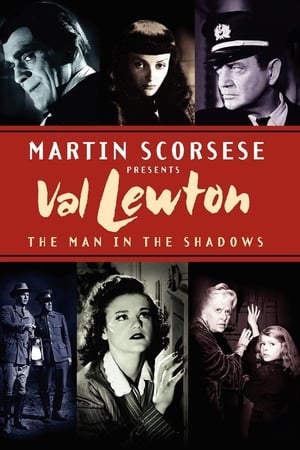 MARTIN SCORSESE
PRESENTS
Val Lewton
THE MAN IN THE SHADOWS